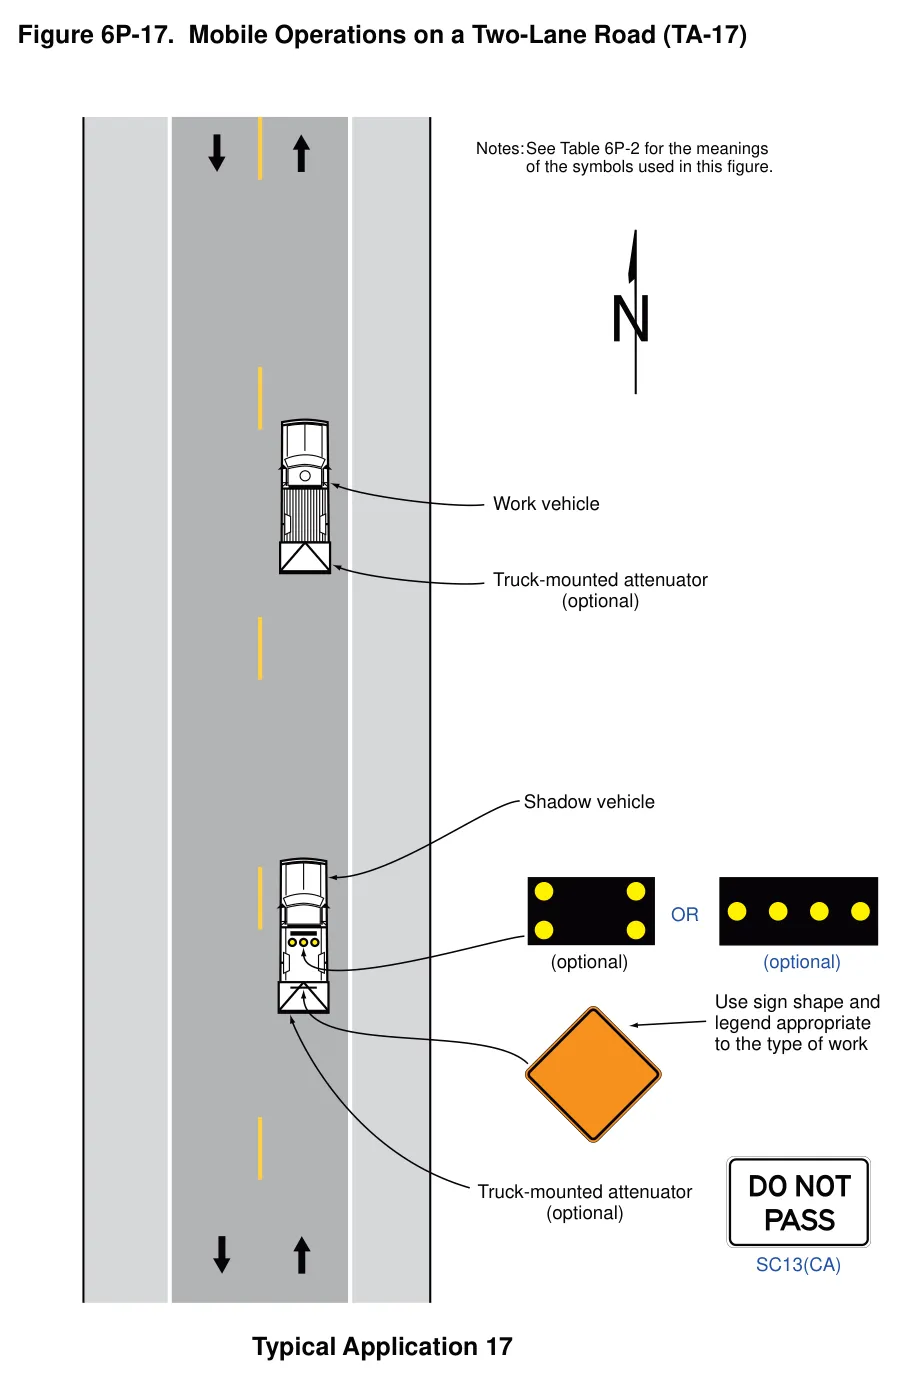 Figure 6P-17.  Mobile Operations on a Two-Lane Road (TA-17)
Notes: See Table 6P-2 for the meanings
of the symbols used in this figure.
N
Work vehicle
Truck-mounted attenuator
(optional)
Shadow vehicle
OR
(optional)
(optional)
Use sign shape and
legend appropriate
to the type of work
Truck-mounted attenuator
(optional)
DO NOT
PASS
SC13(CA)
Typical Application 17